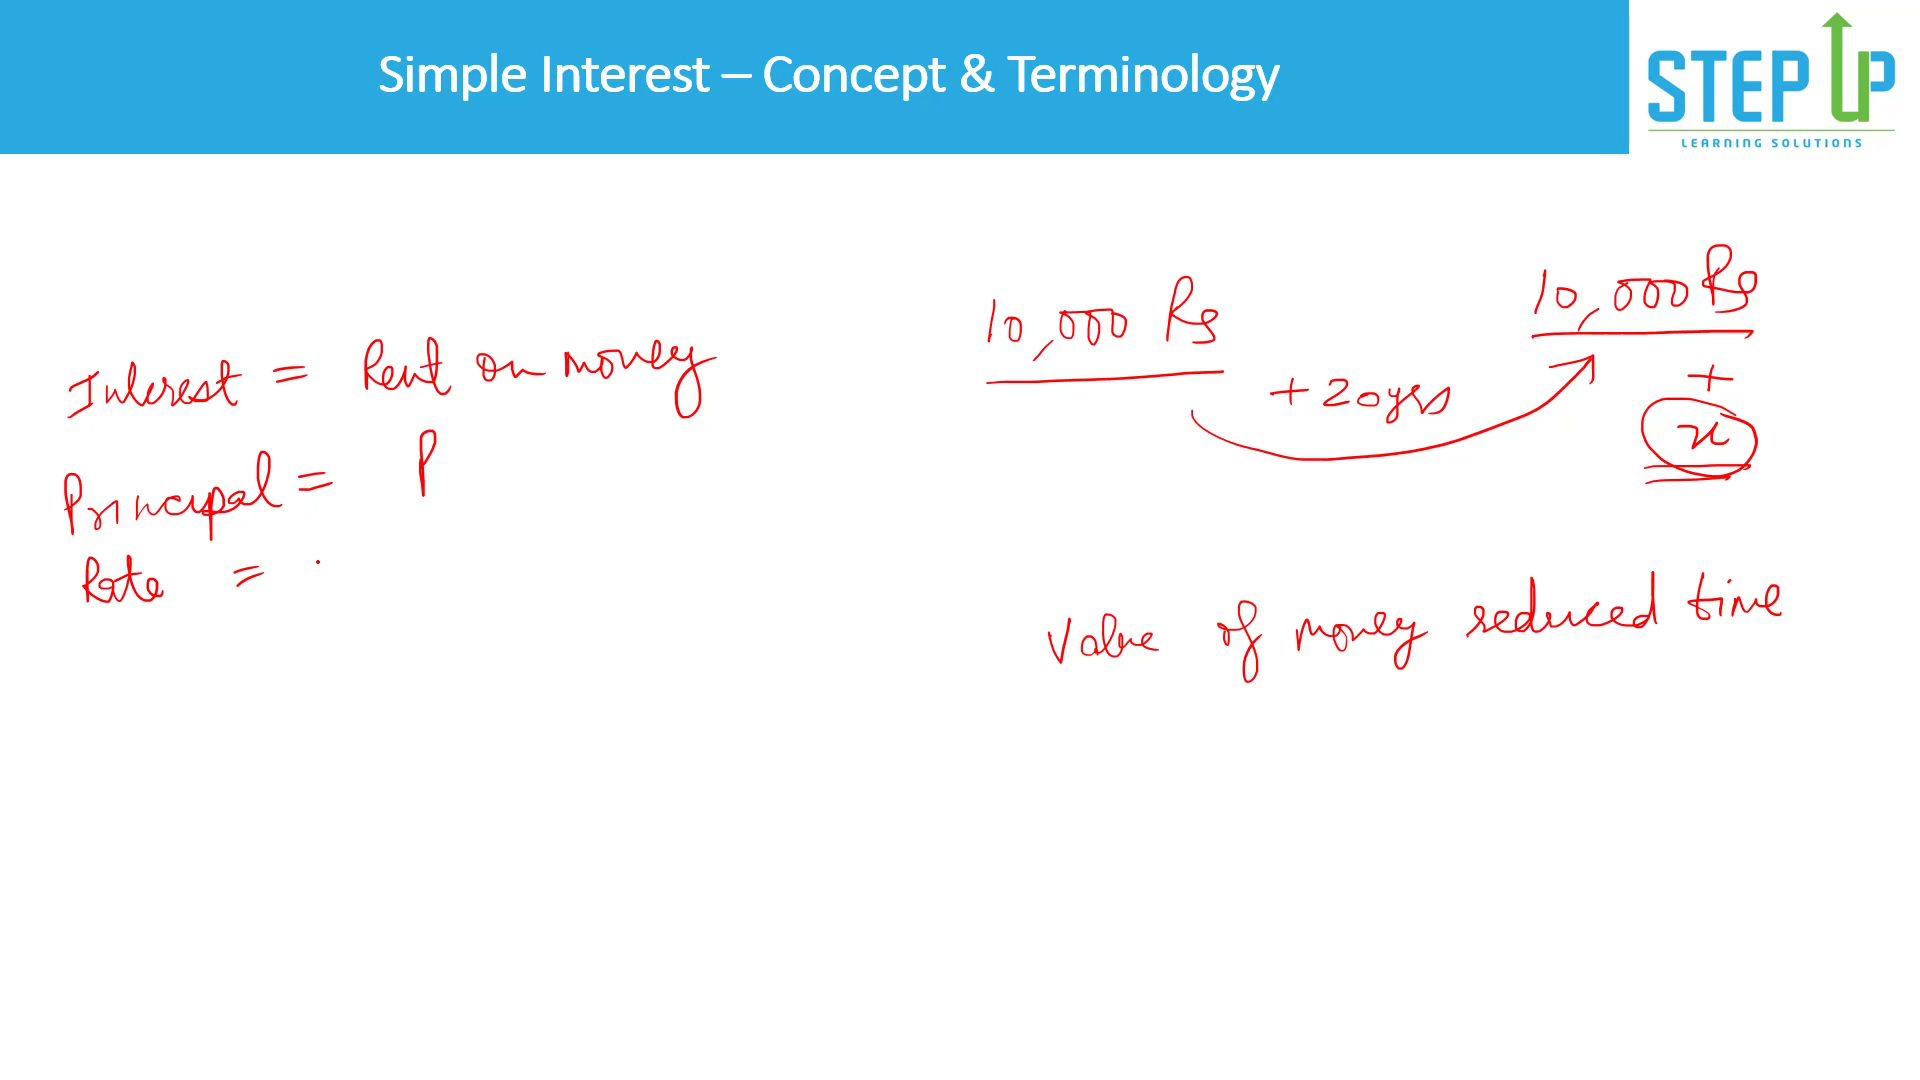 Simple Interest – Concept & Terminology
STEP UP
LEARNING SOLUTIONS
Interest = Rent on money
Principal = P
Rate =
10,000 Rs
+ 20yrs
10,000 Rs
+
x
Value of money reduced time